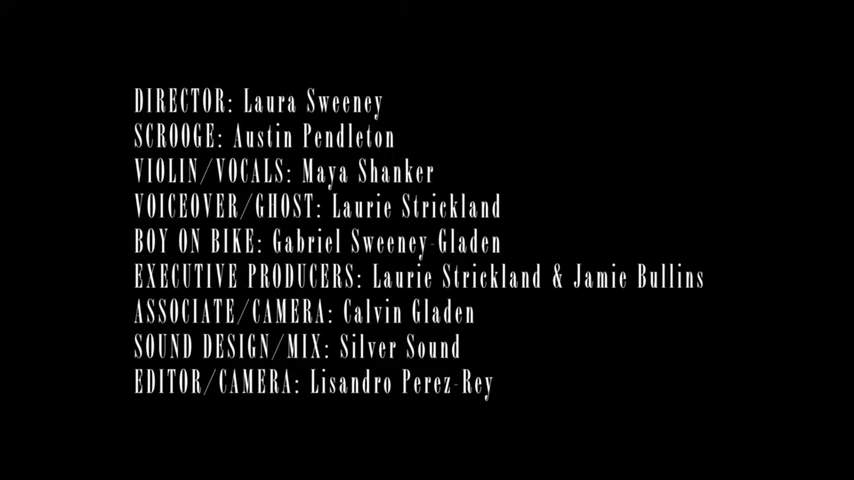 DIRECTOR: Laura Sweeney
SCROOGE: Austin Pendleton
VIOLIN/VOCALS: Maya Shanker
VOICEOVER/GHOST: Laurie Strickland
BOY ON BIKE: Gabriel Sweeney-Gladen
EXECUTIVE PRODUCERS: Laurie Strickland & Jamie Bullins
ASSOCIATE/CAMERA: Calvin Gladen
SOUND DESIGN/MIX: Silver Sound
EDITOR/CAMERA: Lisandro Perez-Rey